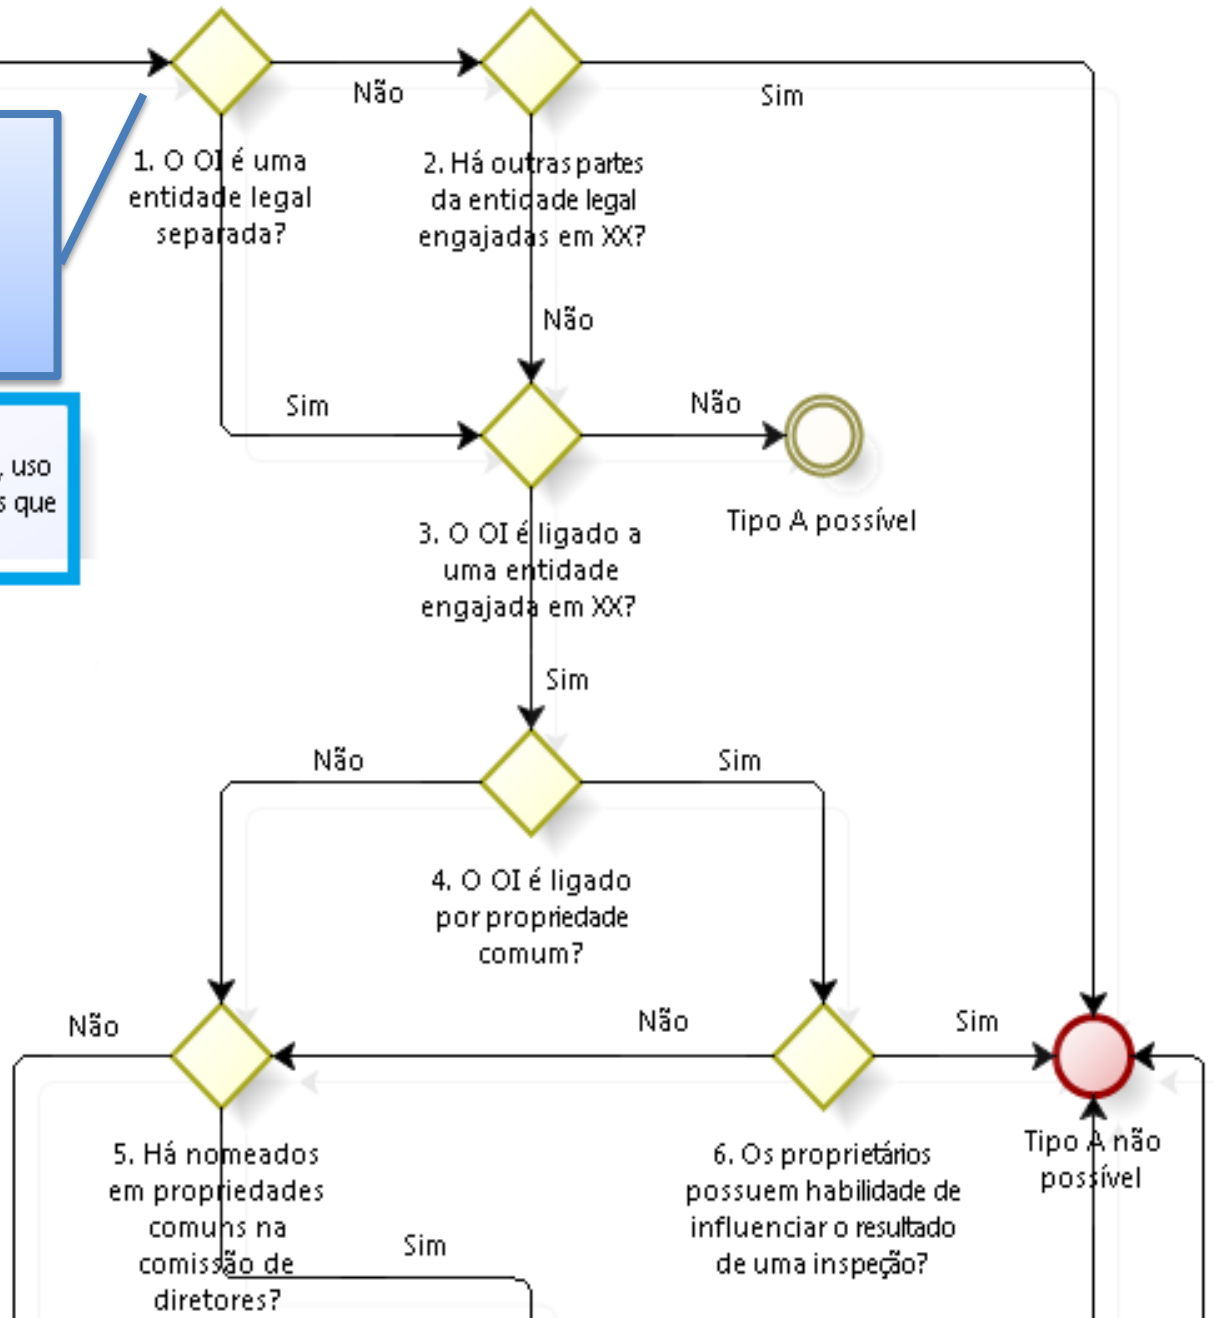 Não
Sim
1. O OI é uma
entidade legal
separada?
2. Há outras partes
da entidade legal
engajadas em XX?
Não
Sim
Não
, uso
s que
Tipo A possível
3. O OI é ligado a
uma entidade
engajada em XX?
Sim
Não
Sim
4. O OI é ligado
por propriedade
comum?
Não
Não
Sim
5. Há nomeados
em propriedades
comuns na
comissão de
diretores?
Sim
6. Os proprietários
possuem habilidade de
influenciar o resultado
de uma inspeção?
Tipo A não
possível